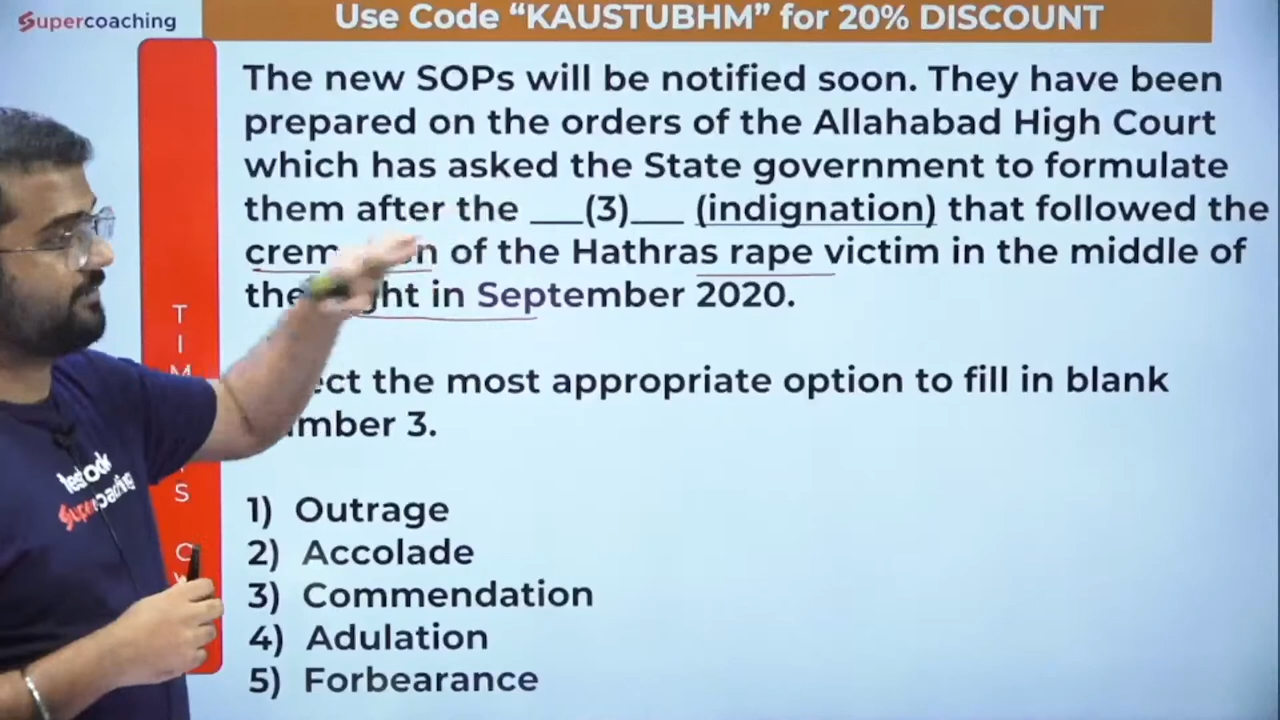 Supercoaching
Use Code “KAUSTUBHM” for 20% DISCOUNT
The new SOPs will be notified soon. They have been
prepared on the orders of the Allahabad High Court
which has asked the State government to formulate
them after the ___(3)___ (indignation) that followed the
of the Hathras rape victim in the middle of
in September 2020.
the most appropriate option to fill in blank
3.
1) Outrage
2) Accolade
3) Commendation
4) Adulation
5) Forbearance
T
I
M
S